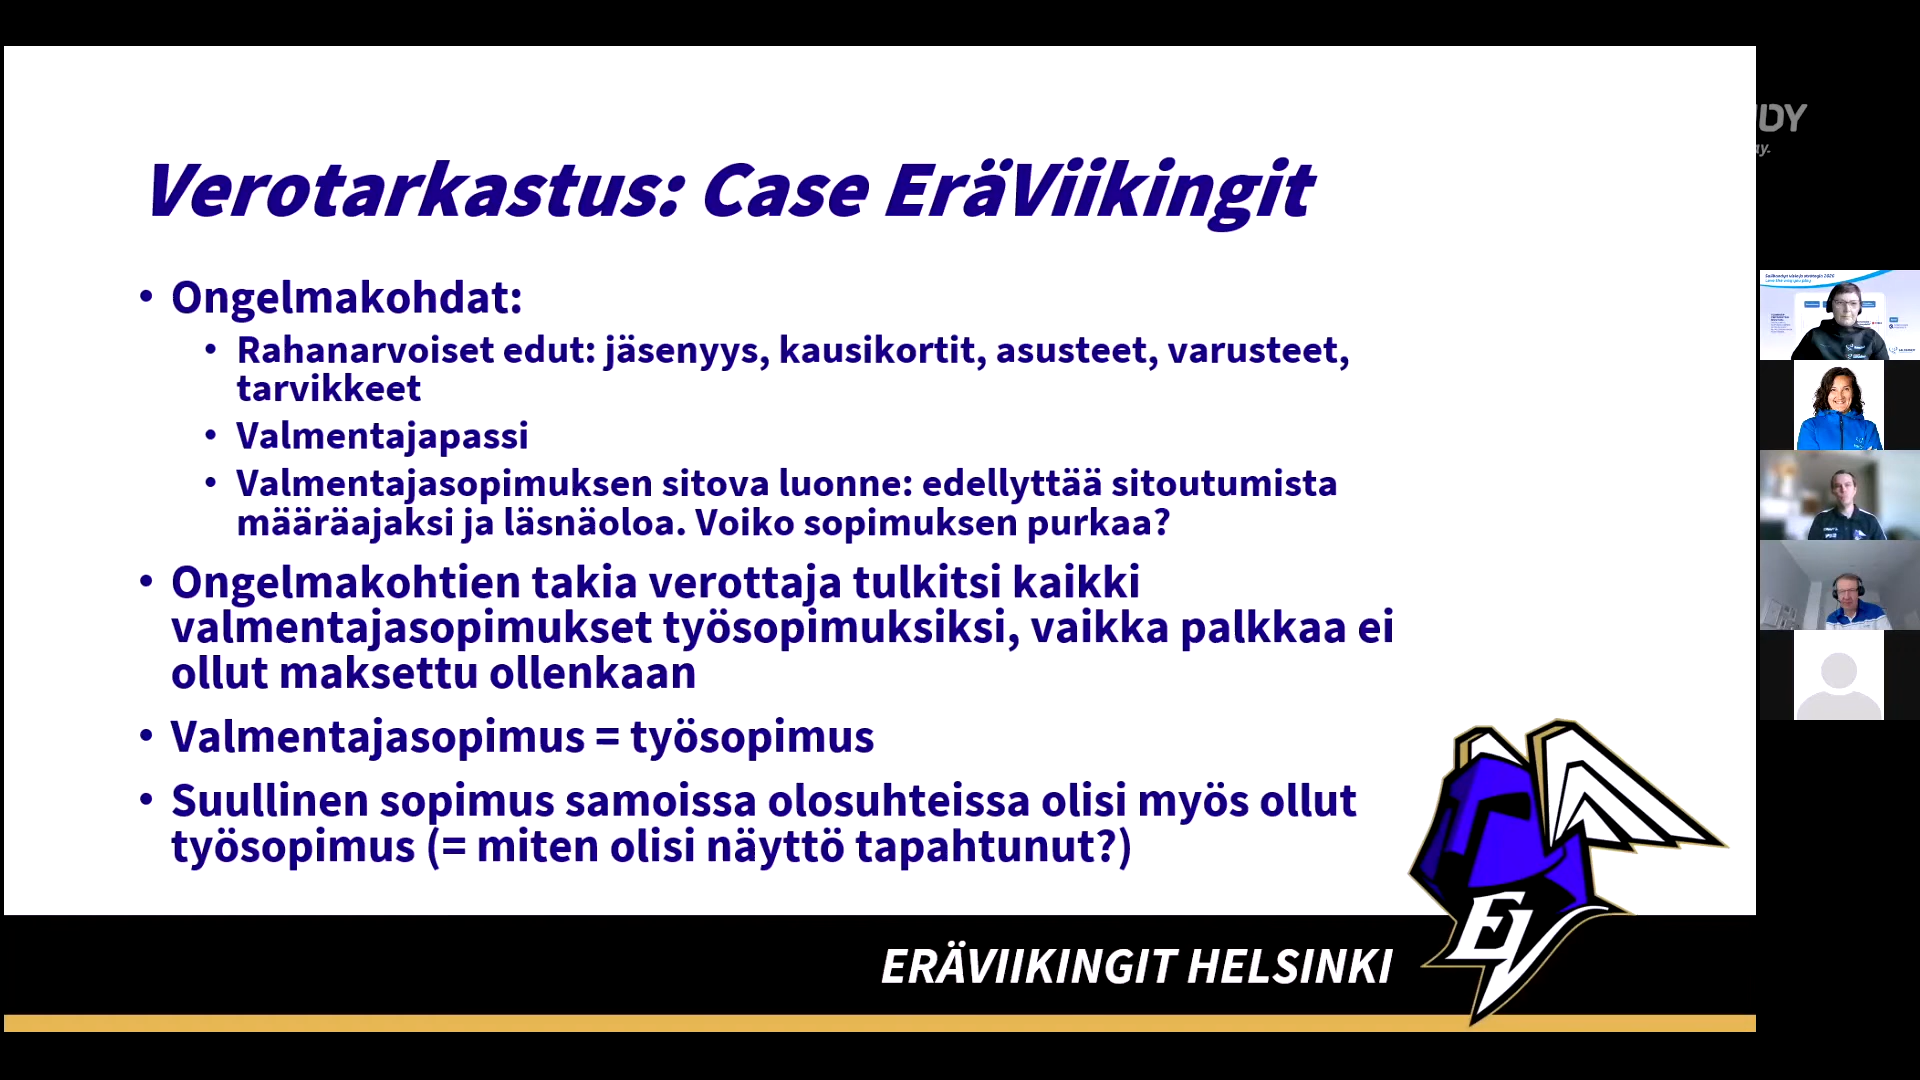 Verotarkastus: Case EräViikingit
• Ongelmakohdat:
• Rahanarvoiset edut: jäsenyys, kausikortit, asusteet, varusteet,
tarvikkeet
• Valmentajapassi
• Valmentajasopimuksen sitova luonne: edellyttää sitoutumista
määräajaksi ja läsnäoloa. Voiko sopimuksen purkaa?
• Ongelmakohtien takia verottaja tulkitsi kaikki
valmentajasopimukset työsopimuksiksi, vaikka palkkaa ei
ollut maksettu ollenkaan
• Valmentajasopimus = työsopimus
• Suullinen sopimus samoissa olosuhteissa olisi myös ollut
työsopimus (= miten olisi näyttö tapahtunut?)
ERÄVIIKINGIT HELSINKI
EV